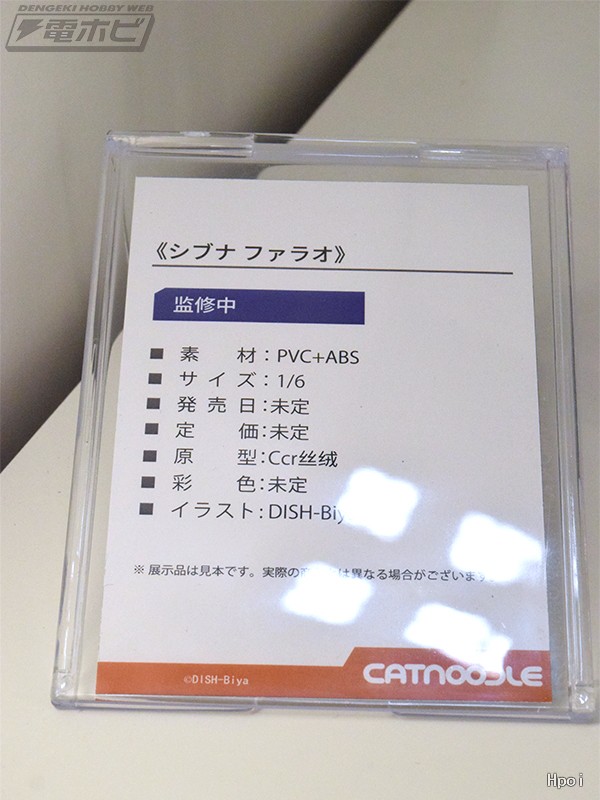 DENGEKI HOBBY WEB
電ホビ
《シブナ ファラオ》
監修中
■ 素 材：PVC+ABS
■ サイズ：1/6
■ 発売日：未定
■ 定 価：未定
■ 原 型：Ccr丝绒
■ 彩 色：未定
■ イラスト：DISH-Biy
※ 展示品は見本です。実際の は異なる場合がございます。
©DISH-Biya
CATNOODLE
Hpoi